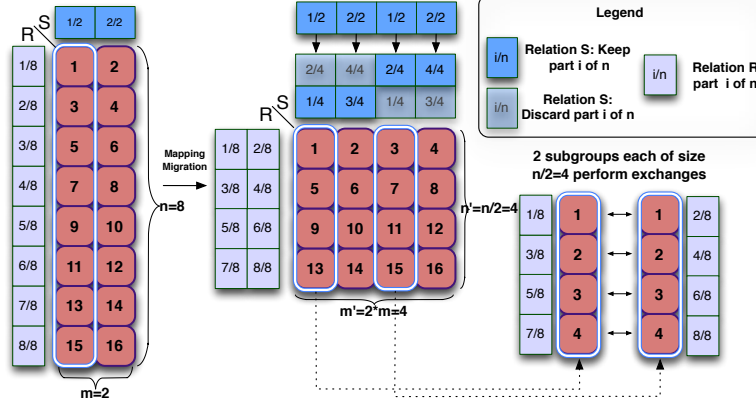 S
R
1/2 2/2
1/8 1 2
2/8 3 4
3/8 5 6
4/8 7 8
5/8 9 10
6/8 11 12
7/8 13 14
8/8 15 16
n=8
m=2
Mapping
Migration
1/2 2/2 1/2 2/2
2/4 4/4 2/4 4/4
1/4 3/4 1/4 3/4
S
R
1/8 2/8 1 2 3 4
3/8 4/8 5 6 7 8
5/8 6/8 9 10 11 12
7/8 8/8 13 14 15 16
n'=n/2=4
m'=2*m=4
Legend
i/n
Relation S: Keep
part i of n
i/n
Relation S:
Discard part i of n
i/n
Relation R
part i of n
2 subgroups each of size
n/2=4 perform exchanges
1/8 1 1 2/8
3/8 2 2 4/8
5/8 3 3 6/8
7/8 4 4 8/8